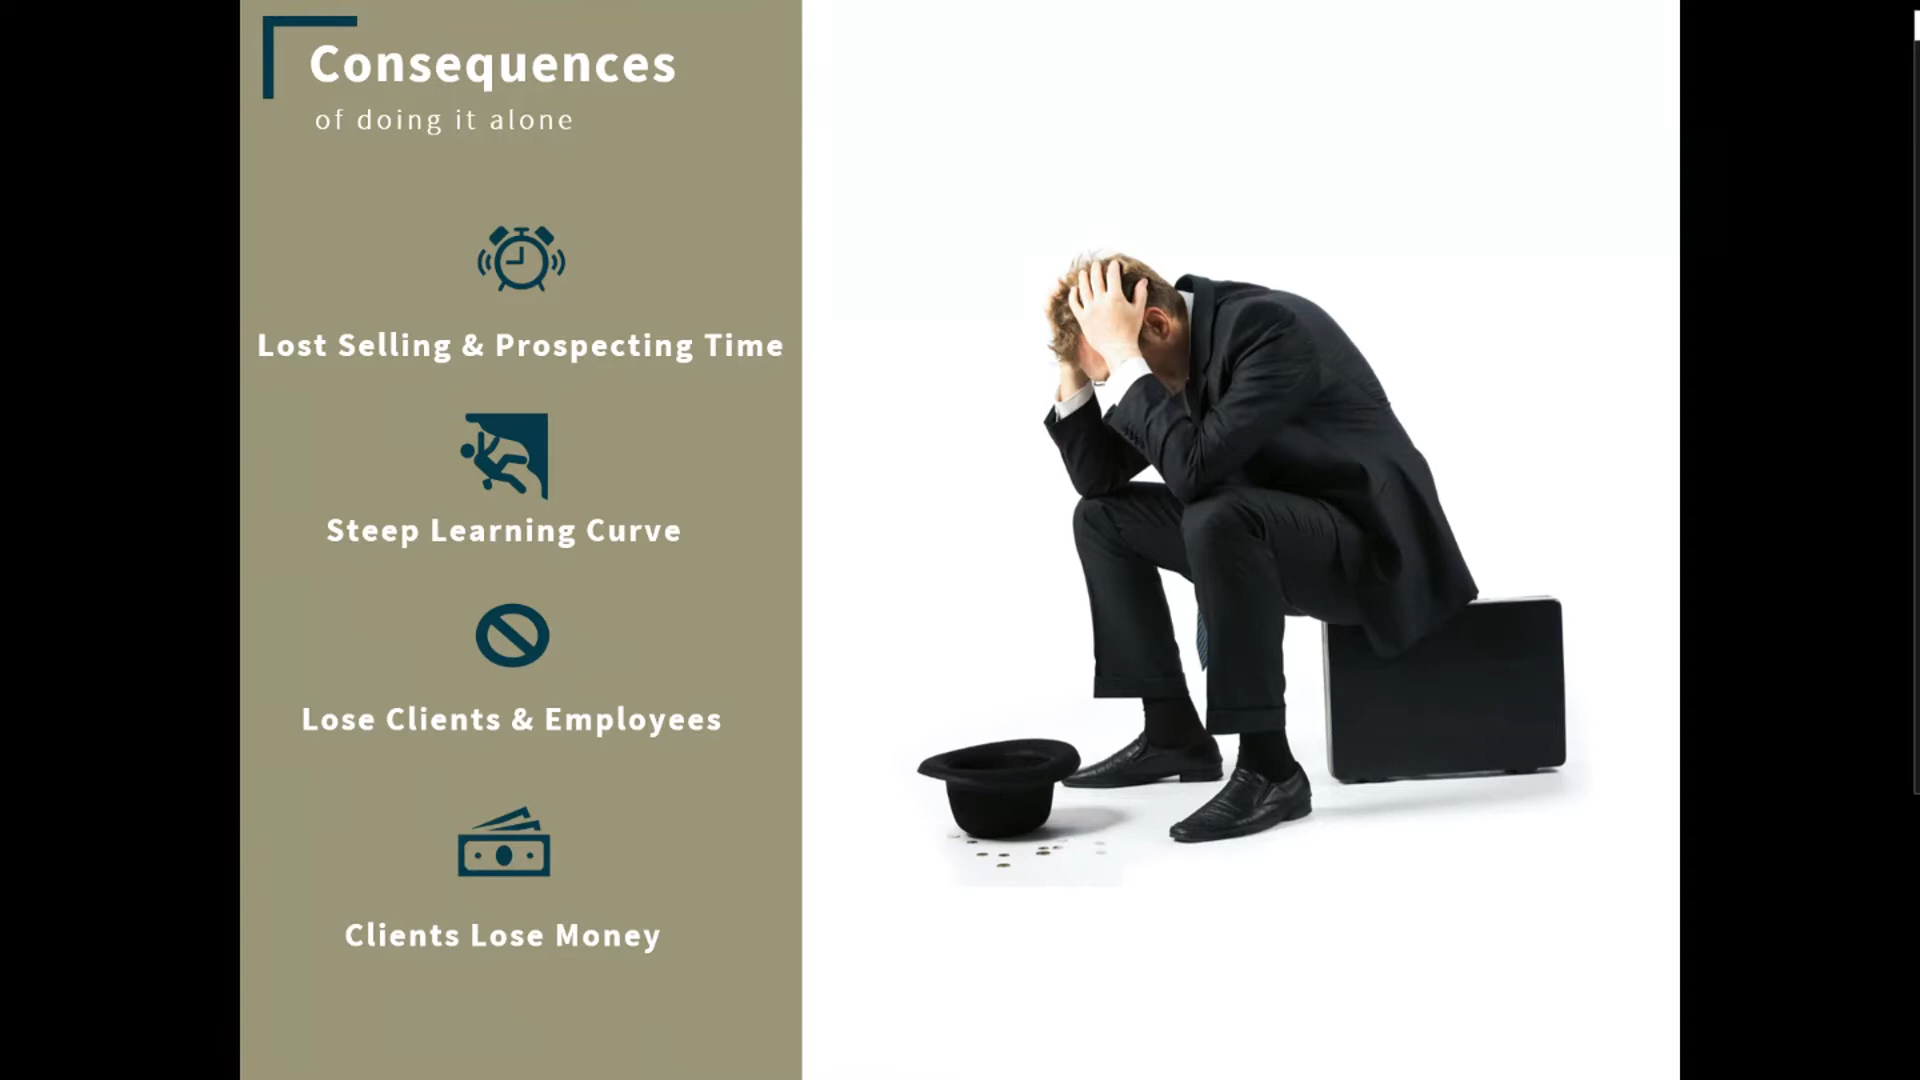 Consequences
of doing it alone
Lost Selling & Prospecting Time
Steep Learning Curve
Lose Clients & Employees
Clients Lose Money